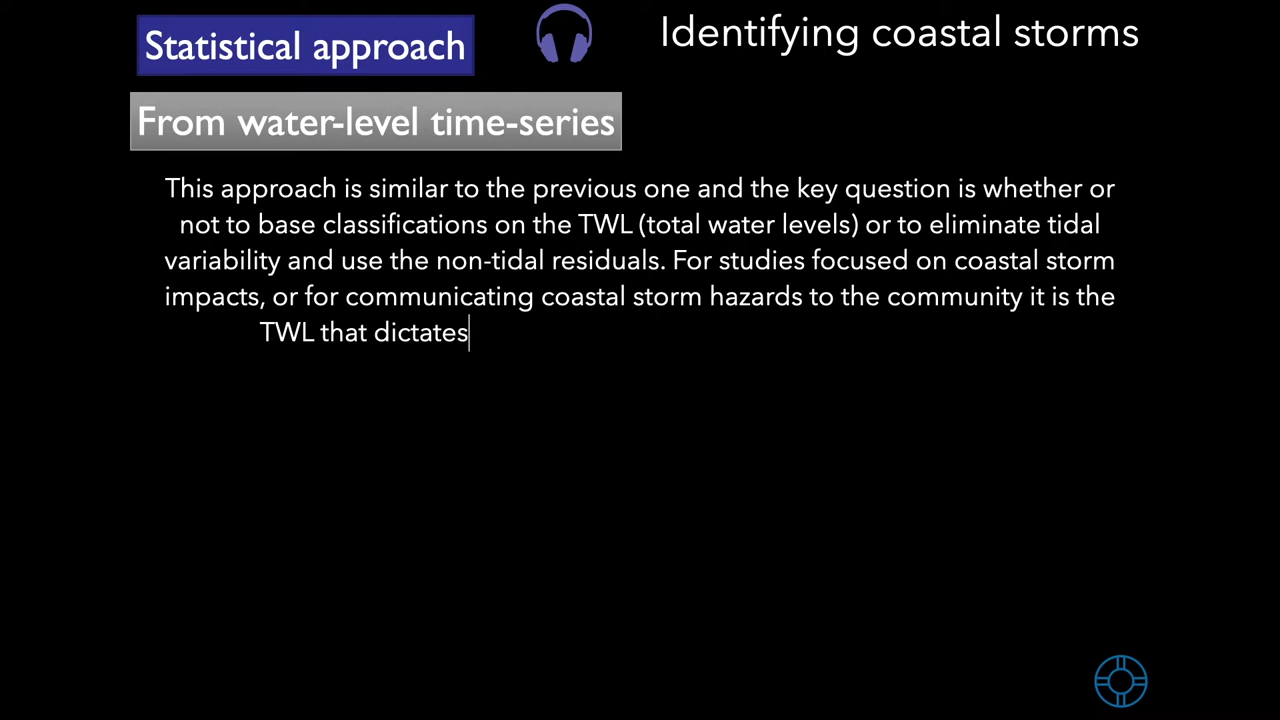 Statistical approach
Identifying coastal storms
From water-level time-series
This approach is similar to the previous one and the key question is whether or
not to base classifications on the TWL (total water levels) or to eliminate tidal
variability and use the non-tidal residuals. For studies focused on coastal storm
impacts, or for communicating coastal storm hazards to the community it is the
TWL that dictates